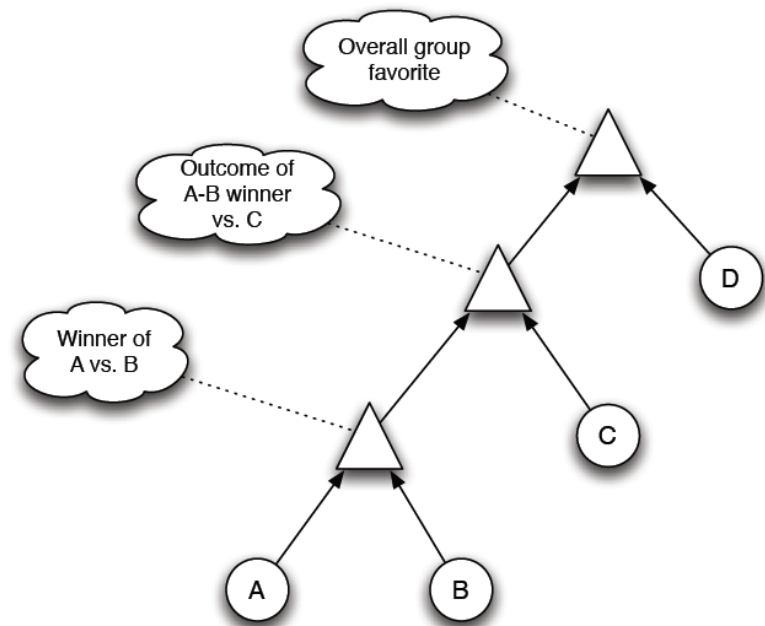 Overall group
favorite
Outcome of
A-B winner
vs. C
D
Winner of
A vs. B
C
A
B